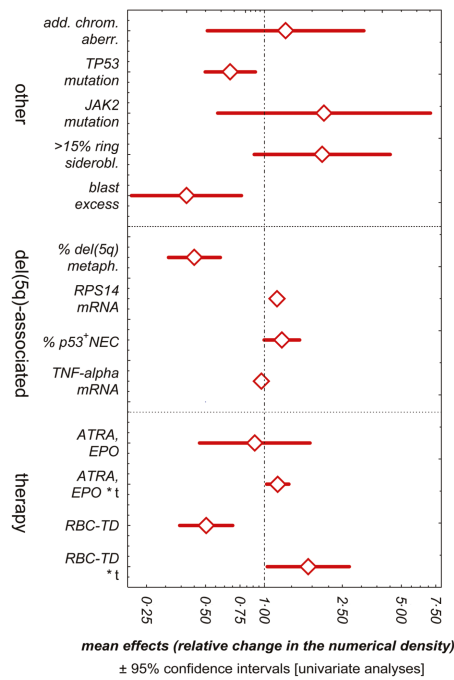 other
add. chrom.
aberr.
TP53
mutation
JAK2
mutation
>15% ring
siderobl.
blast
excess
del(5q)-associated
% del(5q)
metaph.
RPS14
mRNA
% p53+NEC
TNF-alpha
mRNA
therapy
ATRA,
EPO
ATRA,
EPO * t
RBC-TD
RBC-TD
* t
0·25 0·50 0·75 1·00 2·50 5·00 7·50
mean effects (relative change in the numerical density)
± 95% confidence intervals [univariate analyses]